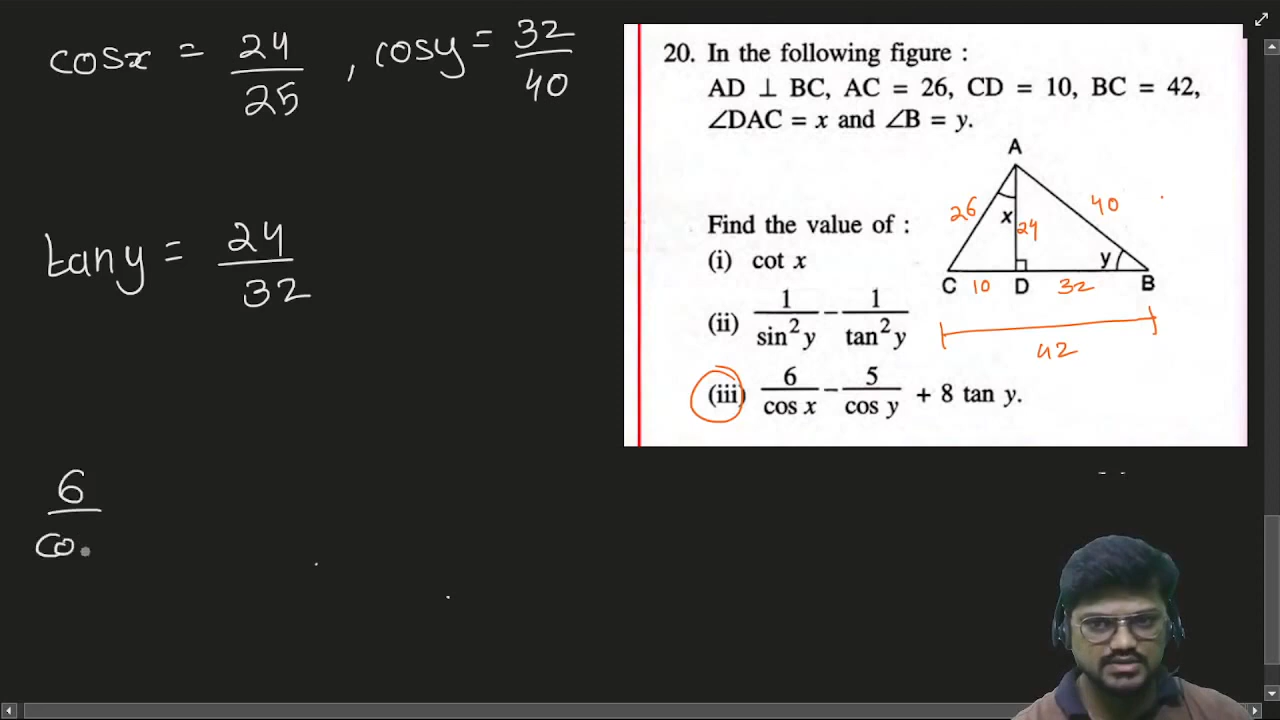 cosx = 24/25 , cosy = 32/40
tany = 24/32
6/co
20. In the following figure :
AD ⊥ BC, AC = 26, CD = 10, BC = 42,
∠DAC = x and ∠B = y.
Find the value of :
(i) cot x
(ii) 1/sin²y − 1/tan²y
(iii) 6/cos x − 5/cos y + 8 tan y.
A
26 x 24 40
y
C 10 D 32 B
42